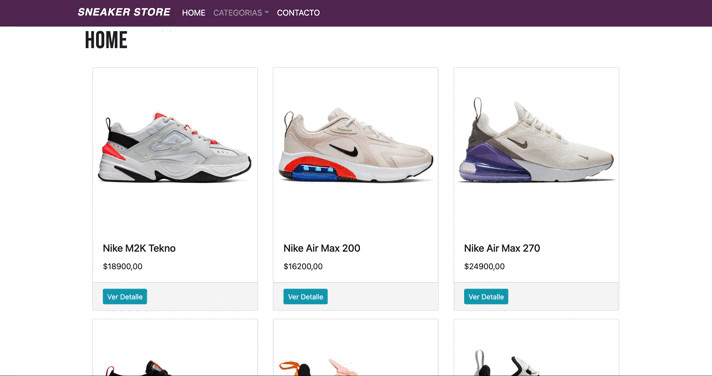 SNEAKER STORE HOME CATEGORIAS CONTACTO
HOME
Nike M2K Tekno
$18900,00
Ver Detalle
Nike Air Max 200
$16200,00
Ver Detalle
Nike Air Max 270
$24900,00
Ver Detalle